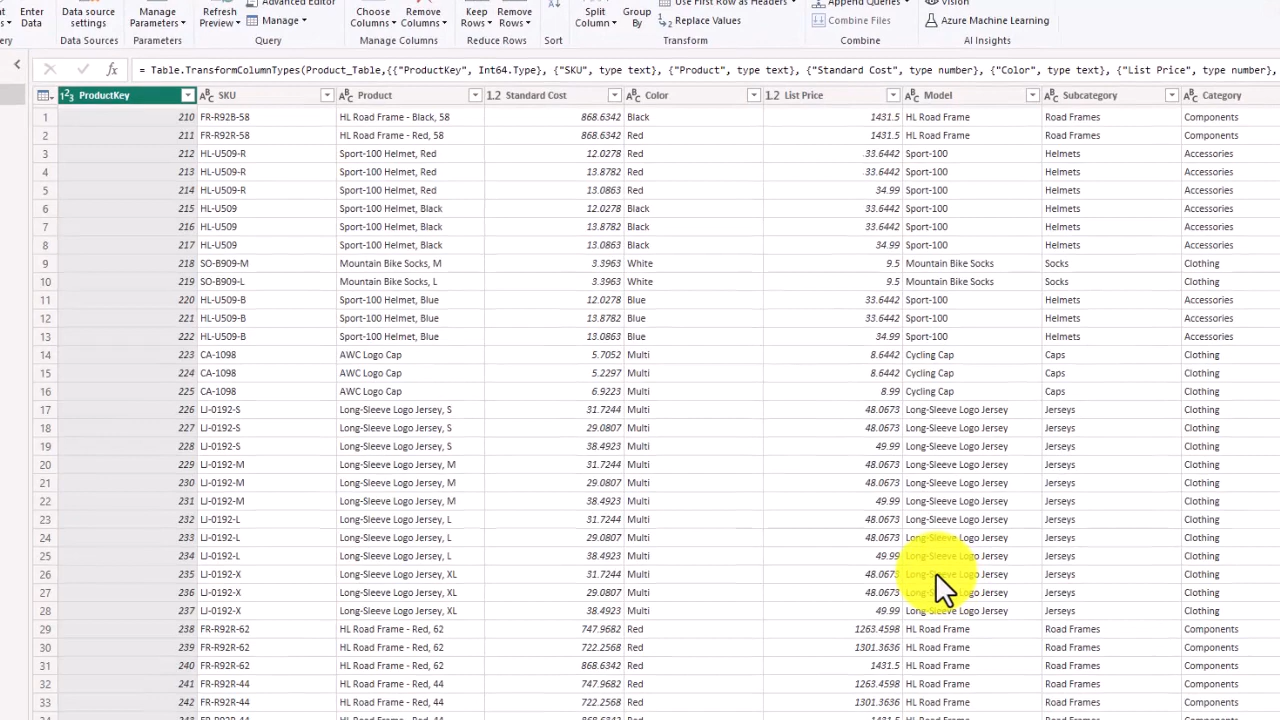 Enter Data
Data source settings
Manage Parameters
Refresh Preview
Advanced Editor
Manage
Choose Columns
Remove Columns
Keep Rows
Remove Rows
Split Column
Group By
Use First Row as Headers
Replace Values
Append Queries
Combine Files
Vision
Azure Machine Learning
Data Sources
Parameters
Query
Manage Columns
Reduce Rows
Sort
Transform
Combine
AI Insights
fx = Table.TransformColumnTypes(Product_Table,{{"ProductKey", Int64.Type}, {"SKU", type text}, {"Product", type text}, {"Standard Cost", type number}, {"Color", type text}, {"List Price", type number},
ProductKey SKU Product 1.2 Standard Cost Color 1.2 List Price Model Subcategory Category
1 210 FR-R92B-58 HL Road Frame - Black, 58 868.6342 Black 1431.5 HL Road Frame Road Frames Components
2 211 FR-R92R-58 HL Road Frame - Red, 58 868.6342 Red 1431.5 HL Road Frame Road Frames Components
3 212 HL-U509-R Sport-100 Helmet, Red 12.0278 Red 33.6442 Sport-100 Helmets Accessories
4 213 HL-U509-R Sport-100 Helmet, Red 13.8782 Red 33.6442 Sport-100 Helmets Accessories
5 214 HL-U509-R Sport-100 Helmet, Red 13.0863 Red 34.99 Sport-100 Helmets Accessories
6 215 HL-U509 Sport-100 Helmet, Black 12.0278 Black 33.6442 Sport-100 Helmets Accessories
7 216 HL-U509 Sport-100 Helmet, Black 13.8782 Black 33.6442 Sport-100 Helmets Accessories
8 217 HL-U509 Sport-100 Helmet, Black 13.0863 Black 34.99 Sport-100 Helmets Accessories
9 218 SO-B909-M Mountain Bike Socks, M 3.3963 White 9.5 Mountain Bike Socks Socks Clothing
10 219 SO-B909-L Mountain Bike Socks, L 3.3963 White 9.5 Mountain Bike Socks Socks Clothing
11 220 HL-U509-B Sport-100 Helmet, Blue 12.0278 Blue 33.6442 Sport-100 Helmets Accessories
12 221 HL-U509-B Sport-100 Helmet, Blue 13.8782 Blue 33.6442 Sport-100 Helmets Accessories
13 222 HL-U509-B Sport-100 Helmet, Blue 13.0863 Blue 34.99 Sport-100 Helmets Accessories
14 223 CA-1098 AWC Logo Cap 5.7052 Multi 8.6442 Cycling Cap Caps Clothing
15 224 CA-1098 AWC Logo Cap 5.2297 Multi 8.6442 Cycling Cap Caps Clothing
16 225 CA-1098 AWC Logo Cap 6.9223 Multi 8.99 Cycling Cap Caps Clothing
17 226 LJ-0192-S Long-Sleeve Logo Jersey, S 31.7244 Multi 48.0673 Long-Sleeve Logo Jersey Jerseys Clothing
18 227 LJ-0192-S Long-Sleeve Logo Jersey, S 29.0807 Multi 48.0673 Long-Sleeve Logo Jersey Jerseys Clothing
19 228 LJ-0192-S Long-Sleeve Logo Jersey, S 38.4923 Multi 49.99 Long-Sleeve Logo Jersey Jerseys Clothing
20 229 LJ-0192-M Long-Sleeve Logo Jersey, M 31.7244 Multi 48.0673 Long-Sleeve Logo Jersey Jerseys Clothing
21 230 LJ-0192-M Long-Sleeve Logo Jersey, M 29.0807 Multi 48.0673 Long-Sleeve Logo Jersey Jerseys Clothing
22 231 LJ-0192-M Long-Sleeve Logo Jersey, M 38.4923 Multi 49.99 Long-Sleeve Logo Jersey Jerseys Clothing
23 232 LJ-0192-L Long-Sleeve Logo Jersey, L 31.7244 Multi 48.0673 Long-Sleeve Logo Jersey Jerseys Clothing
24 233 LJ-0192-L Long-Sleeve Logo Jersey, L 29.0807 Multi 48.0673 Long-Sleeve Logo Jersey Jerseys Clothing
25 234 LJ-0192-L Long-Sleeve Logo Jersey, L 38.4923 Multi 49.99 Long-Sleeve Logo Jersey Jerseys Clothing
26 235 LJ-0192-X Long-Sleeve Logo Jersey, XL 31.7244 Multi 48.0673 Long-Sleeve Logo Jersey Jerseys Clothing
27 236 LJ-0192-X Long-Sleeve Logo Jersey, XL 29.0807 Multi 48.0673 Long-Sleeve Logo Jersey Jerseys Clothing
28 237 LJ-0192-X Long-Sleeve Logo Jersey, XL 38.4923 Multi 49.99 Long-Sleeve Logo Jersey Jerseys Clothing
29 238 FR-R92R-62 HL Road Frame - Red, 62 747.9682 Red 1263.4598 HL Road Frame Road Frames Components
30 239 FR-R92R-62 HL Road Frame - Red, 62 722.2568 Red 1301.3636 HL Road Frame Road Frames Components
31 240 FR-R92R-62 HL Road Frame - Red, 62 868.6342 Red 1431.5 HL Road Frame Road Frames Components
32 241 FR-R92R-44 HL Road Frame - Red, 44 747.9682 Red 1263.4598 HL Road Frame Road Frames Components
33 242 FR-R92R-44 HL Road Frame - Red, 44 722.2568 Red 1301.3636 HL Road Frame Road Frames Components